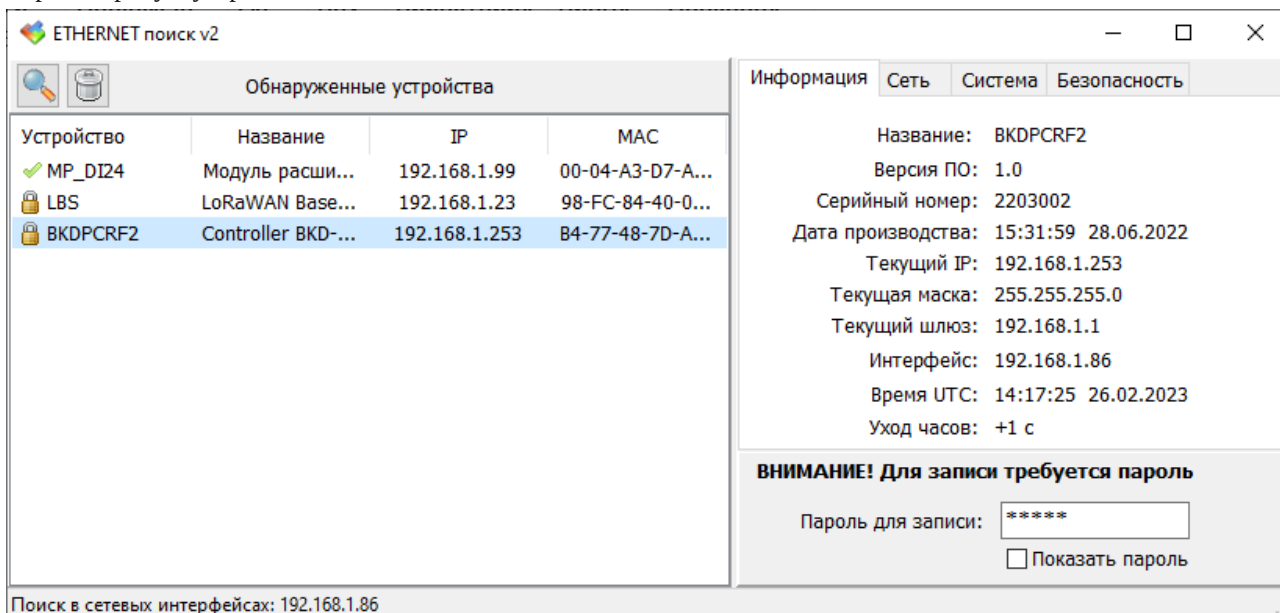 ETHERNET поиск v2
Обнаруженные устройства
Устройство Название IP MAC
MP_DI24 Модуль расши... 192.168.1.99 00-04-A3-D7-A...
LBS LoRaWAN Base... 192.168.1.23 98-FC-84-40-0...
BKDPCRF2 Controller BKD-... 192.168.1.253 B4-77-48-7D-A...
Информация Сеть Система Безопасность
Название: BKDPCRF2
Версия ПО: 1.0
Серийный номер: 2203002
Дата производства: 15:31:59 28.06.2022
Текущий IP: 192.168.1.253
Текущая маска: 255.255.255.0
Текущий шлюз: 192.168.1.1
Интерфейс: 192.168.1.86
Время UTC: 14:17:25 26.02.2023
Уход часов: +1 с
ВНИМАНИЕ! Для записи требуется пароль
Пароль для записи: *****
Показать пароль
Поиск в сетевых интерфейсах: 192.168.1.86